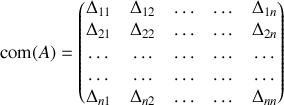 com(A) = 
Δ₁₁ Δ₁₂ … … Δ₁ₙ
Δ₂₁ Δ₂₂ … … Δ₂ₙ
… … … … …
… … … … …
Δₙ₁ Δₙ₂ … … Δₙₙ